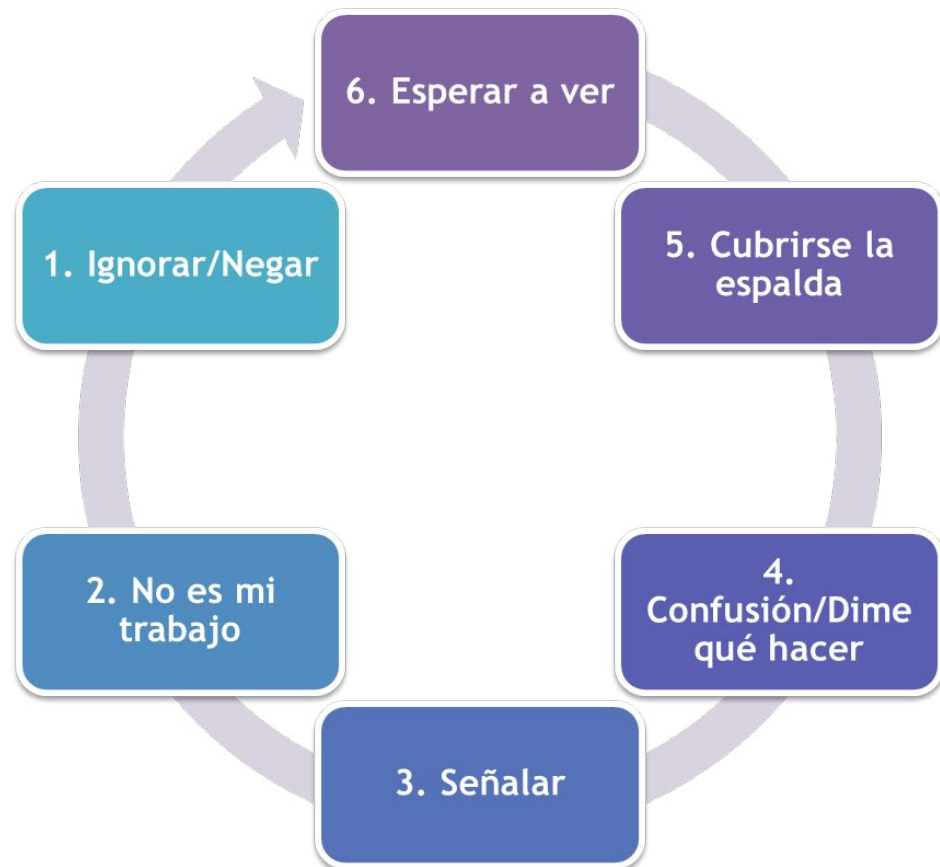 6. Esperar a ver
5. Cubrirse la
espalda
4.
Confusión/Dime
qué hacer
3. Señalar
2. No es mi
trabajo
1. Ignorar/Negar